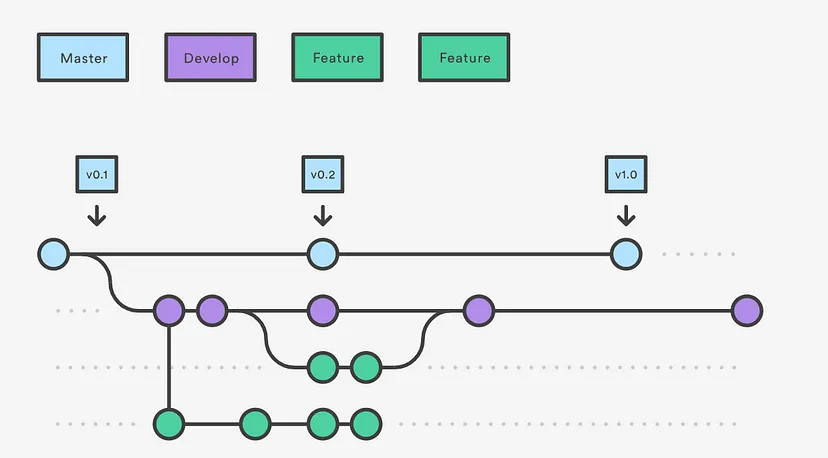 Master
Develop
Feature
Feature
v0.1
v0.2
v1.0